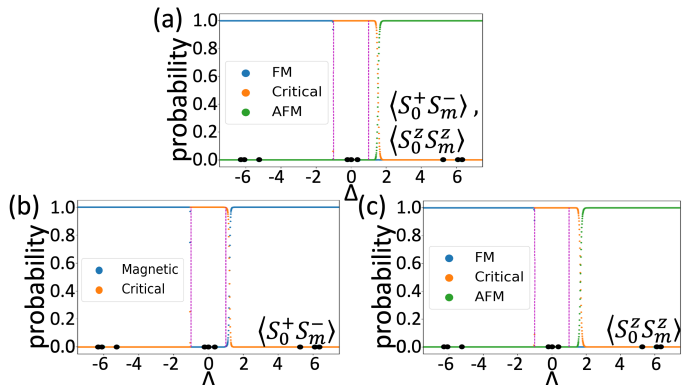 (a)
probability
1.0
0.8
0.6
0.4
0.2
0.0
FM
Critical
AFM
⟨S₀⁺Sₘ⁻⟩ ,
⟨S₀ᶻSₘᶻ⟩
-6 -4 -2 0 2 4 6
Δ
(b)
probability
1.0
0.8
0.6
0.4
0.2
0.0
Magnetic
Critical
⟨S₀⁺Sₘ⁻⟩
-6 -4 -2 0 2 4 6
Δ
(c)
probability
1.0
0.8
0.6
0.4
0.2
0.0
FM
Critical
AFM
⟨S₀ᶻSₘᶻ⟩
-6 -4 -2 0 2 4 6
Δ